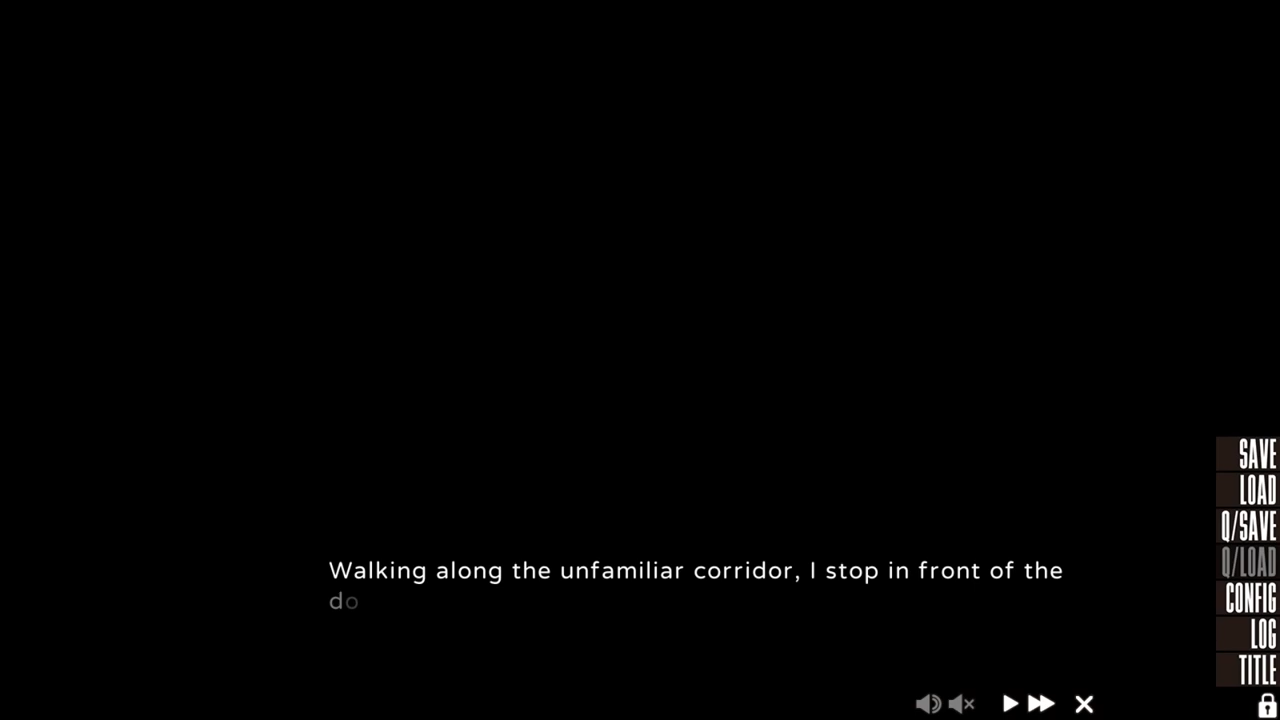 SAVE
LOAD
Q/SAVE
Q/LOAD
Walking along the unfamiliar corridor, I stop in front of the
do
CONFIG
LOG
TITLE